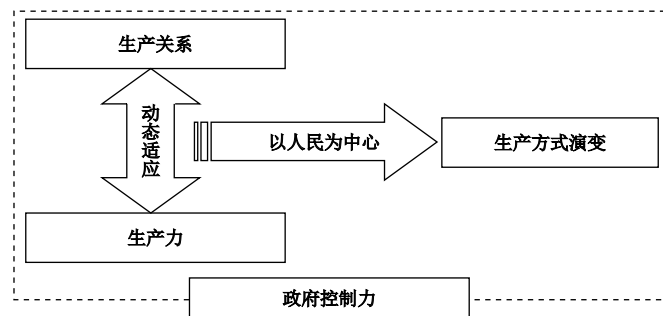 生产关系
动态适应
以人民为中心
生产方式演变
生产力
政府控制力